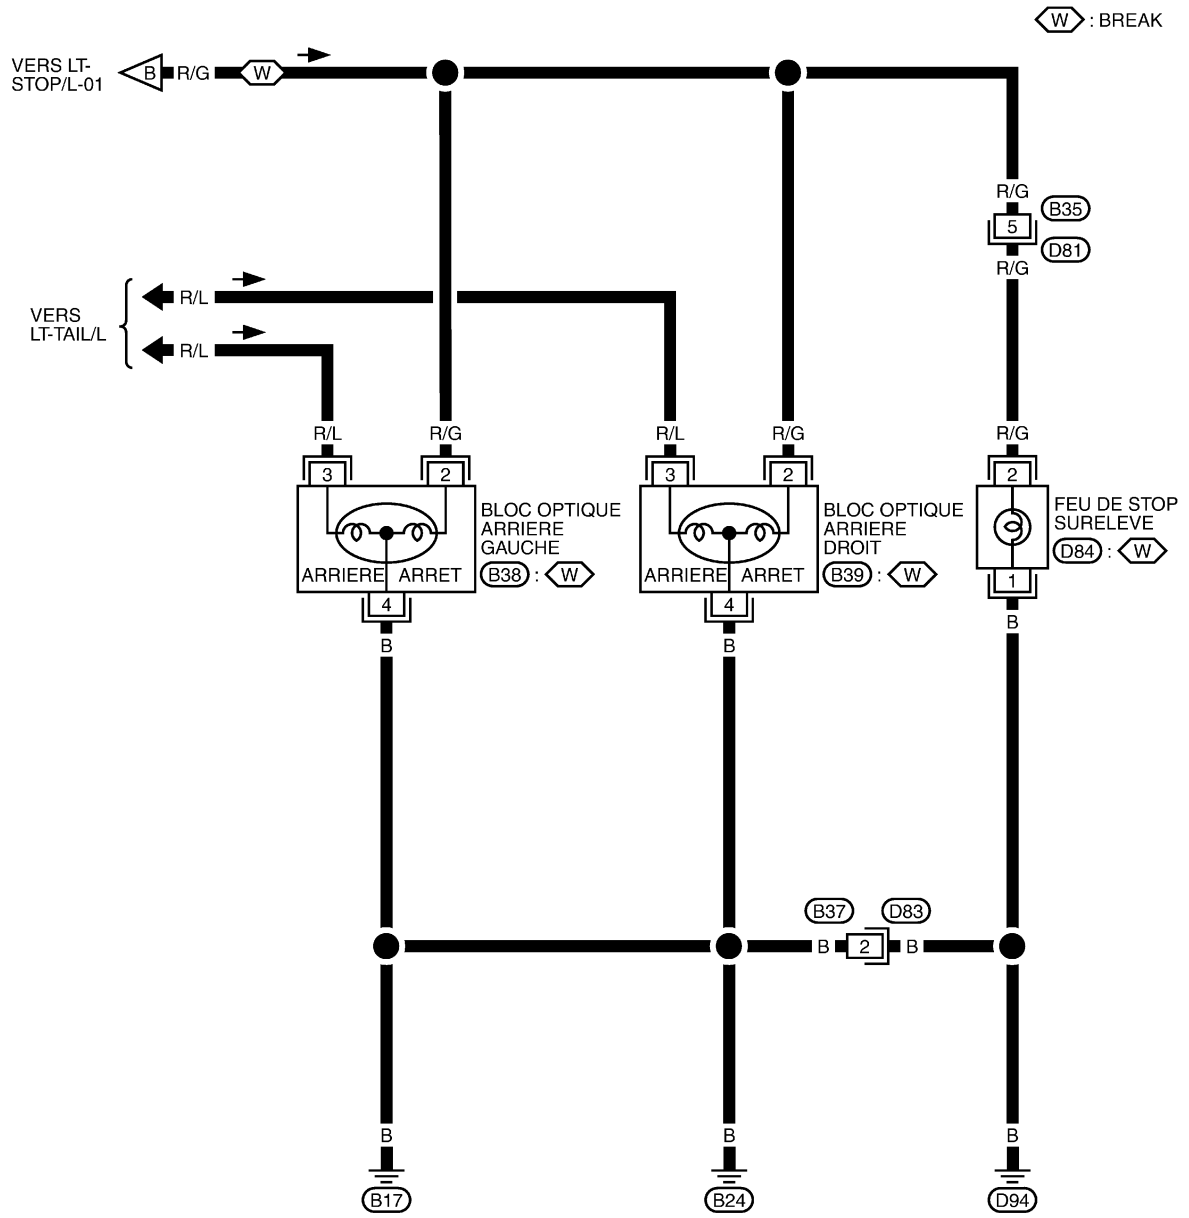 W : BREAK
VERS LT-
STOP/L-01
B R/G W
R/G
B35
5
D81
R/G
VERS
LT-TAIL/L
R/L
R/L
R/L R/G R/L R/G R/G
3 2 3 2 2
BLOC OPTIQUE
ARRIERE
GAUCHE
B38 : W
ARRIERE ARRET
BLOC OPTIQUE
ARRIERE
DROIT
B39 : W
ARRIERE ARRET
FEU DE STOP
SURELEVE
D84 : W
4 4 1
B B B
B37 D83
B 2 B
B B B
B17 B24 D94